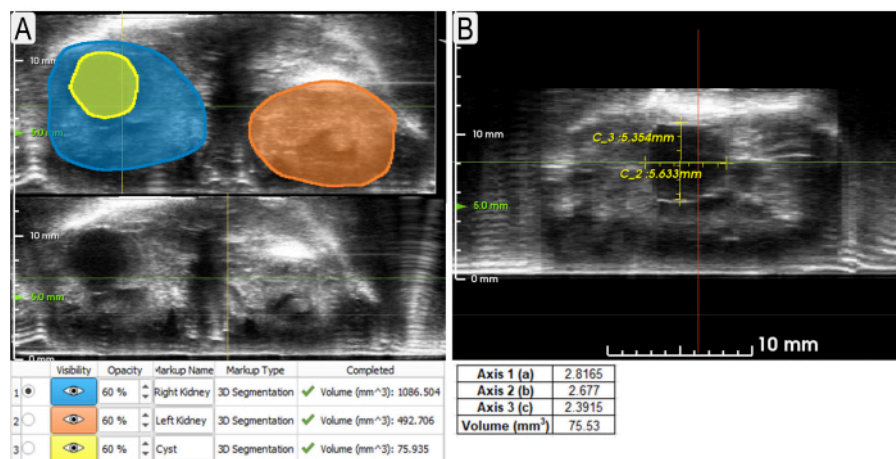 A
10 mm
5.0 mm
10 mm
5.0 mm
0 mm
Visibility Opacity Markup Name Markup Type Completed
1 60 % Right Kidney 3D Segmentation Volume (mm^3): 1086.504
2 60 % Left Kidney 3D Segmentation Volume (mm^3): 492.706
3 60 % Cyst 3D Segmentation Volume (mm^3): 75.935
B
10 mm
C_3 :5.354mm
C_2 :5.633mm
5.0 mm
0 mm
10 mm
Axis 1 (a) 2.8165
Axis 2 (b) 2.677
Axis 3 (c) 2.3915
Volume (mm³) 75.53